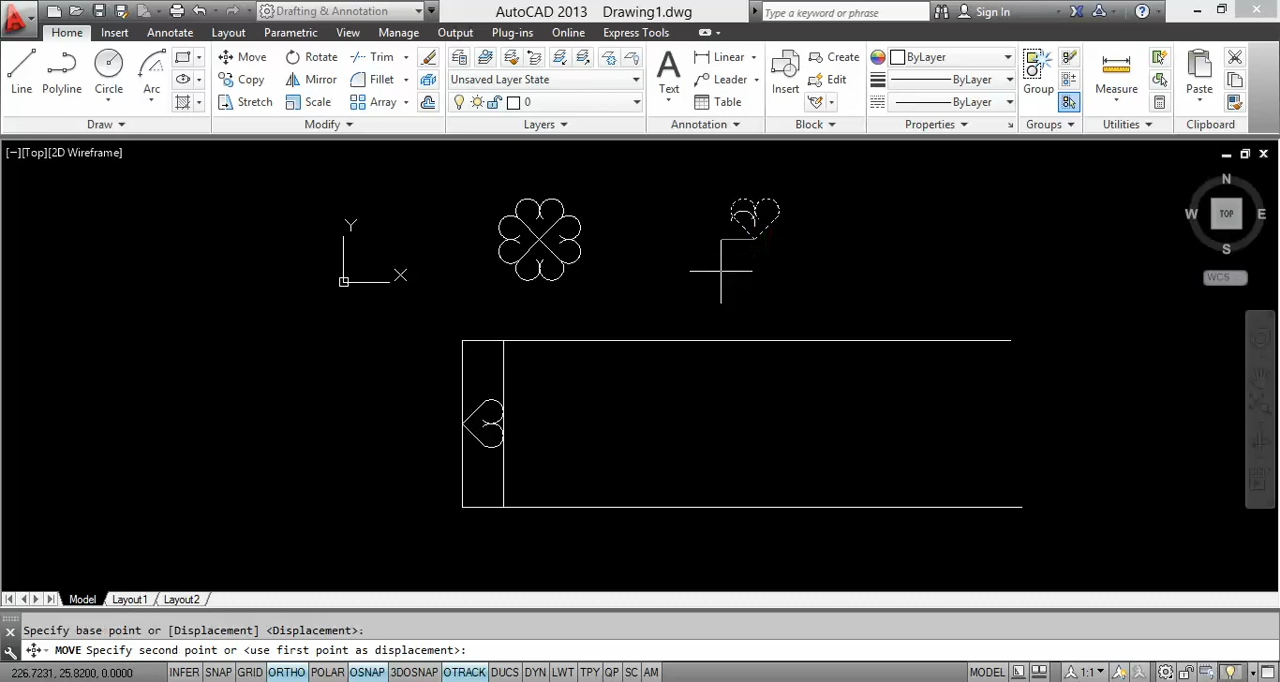 Drafting & Annotation
AutoCAD 2013 Drawing1.dwg
Type a keyword or phrase
Sign In
Home Insert Annotate Layout Parametric View Manage Output Plug-ins Online Express Tools
Line Polyline Circle Arc
Move Rotate Trim
Copy Mirror Fillet
Stretch Scale Array
Unsaved Layer State
0
Text
Linear
Leader
Table
Insert
Create
Edit
ByLayer
ByLayer
ByLayer
Group
Measure
Paste
Draw Modify Layers Annotation Block Properties Groups Utilities Clipboard
[−][Top][2D Wireframe]
N
W TOP E
S
WCS
Y
X
Model Layout1 Layout2
Specify base point or [Displacement] <Displacement>:
MOVE Specify second point or <use first point as displacement>:
226.7231, 25.8200, 0.0000 INFER SNAP GRID ORTHO POLAR OSNAP 3DOSNAP OTRACK DUCS DYN LWT TPY QP SC AM MODEL 1:1